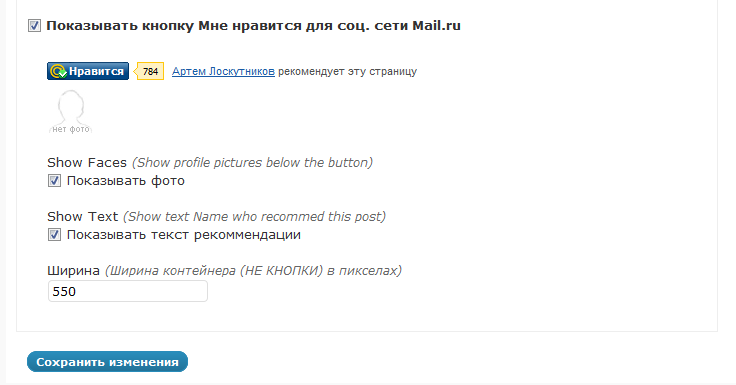 Показывать кнопку Мне нравится для соц. сети Mail.ru
Нравится 784 Артем Лоскутников рекомендует эту страницу
нет фото
Show Faces (Show profile pictures below the button)
Показывать фото
Show Text (Show text Name who recommed this post)
Показывать текст рекоммендации
Ширина (Ширина контейнера (НЕ КНОПКИ) в пикселах)
550
Сохранить изменения